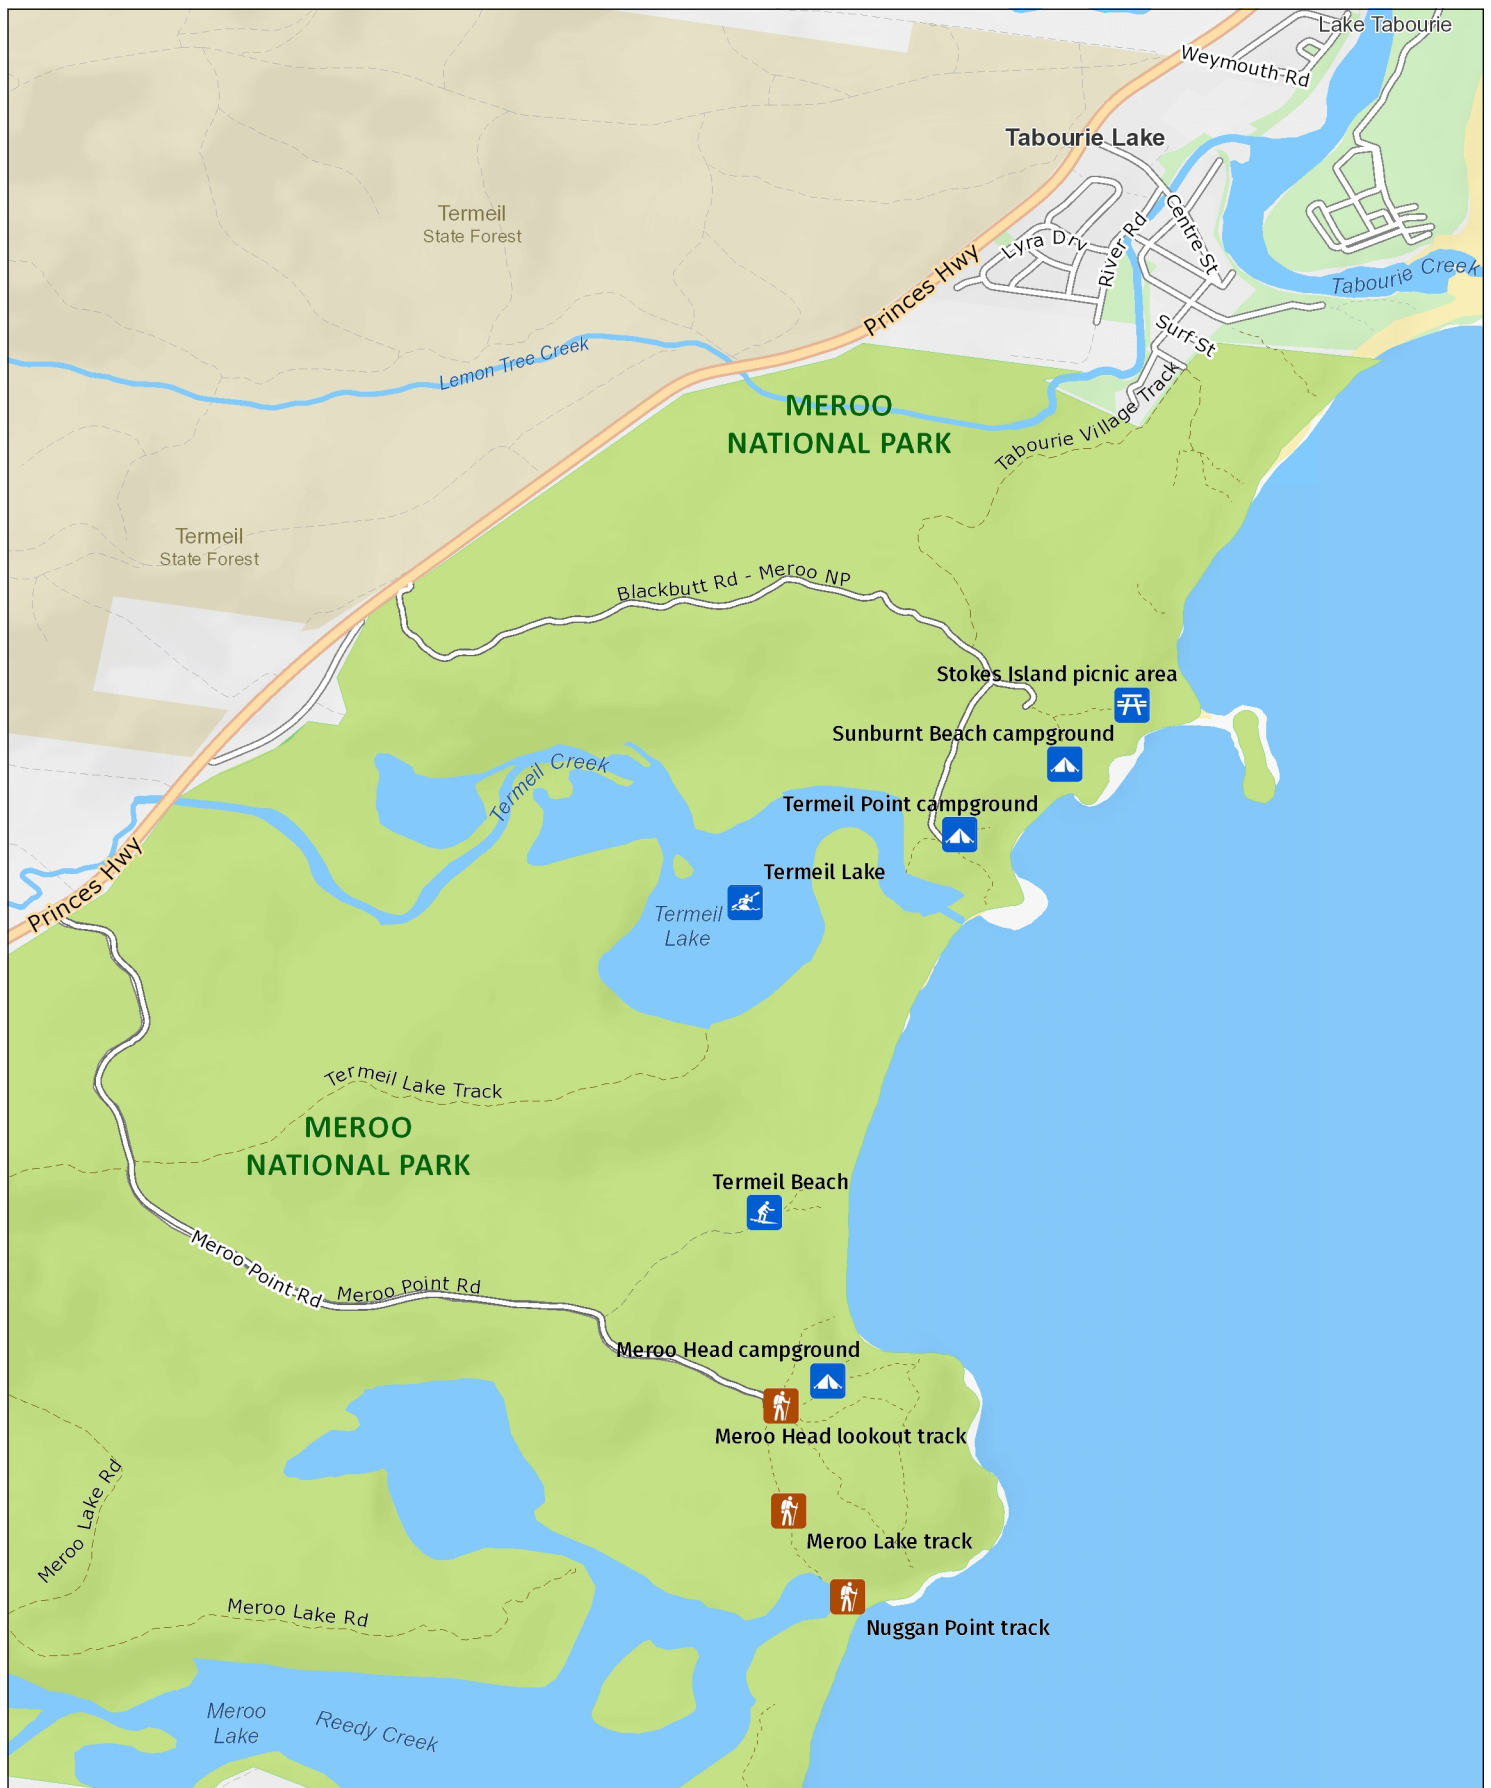 Lake Tabourie
Weymouth Rd
Tabourie Lake
Centre St
Termeil
State Forest
Lyra Drv
River Rd
Princes Hwy
Tabourie Creek
Surf St
Lemon Tree Creek
MEROO
NATIONAL PARK
Tabourie Village Track
Termeil
State Forest
Blackbutt Rd - Meroo NP
Stokes Island picnic area
Sunburnt Beach campground
Termeil Creek
Termeil Point campground
Princes Hwy
Termeil Lake
Termeil
Lake
Termeil Lake Track
MEROO
NATIONAL PARK
Termeil Beach
Meroo Point Rd
Meroo Point Rd
Meroo Head campground
Meroo Head lookout track
Meroo Lake Rd
Meroo Lake track
Meroo Lake Rd
Nuggan Point track
Meroo
Lake
Reedy Creek